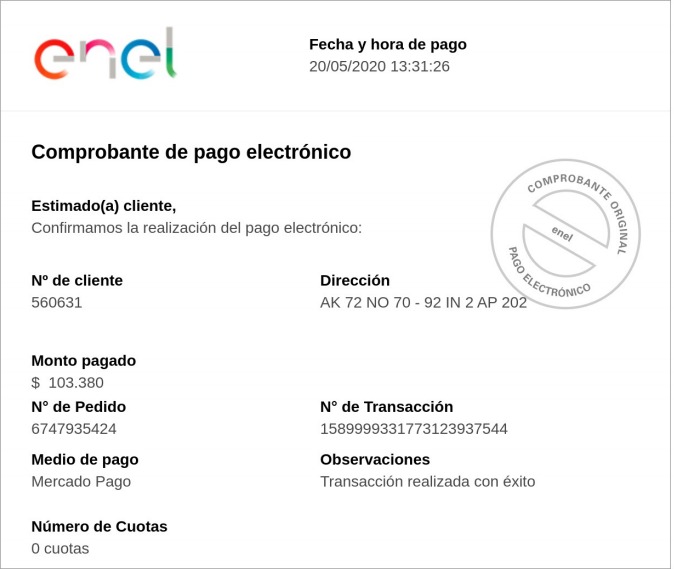 enel
Fecha y hora de pago
20/05/2020 13:31:26
Comprobante de pago electrónico
Estimado(a) cliente,
Confirmamos la realización del pago electrónico:
COMPROBANTE ORIGINAL
enel
PAGO ELECTRÓNICO
Nº de cliente
560631
Dirección
AK 72 NO 70 - 92 IN 2 AP 202
Monto pagado
$ 103.380
N° de Pedido
6747935424
N° de Transacción
1589999331773123937544
Medio de pago
Mercado Pago
Observaciones
Transacción realizada con éxito
Número de Cuotas
0 cuotas